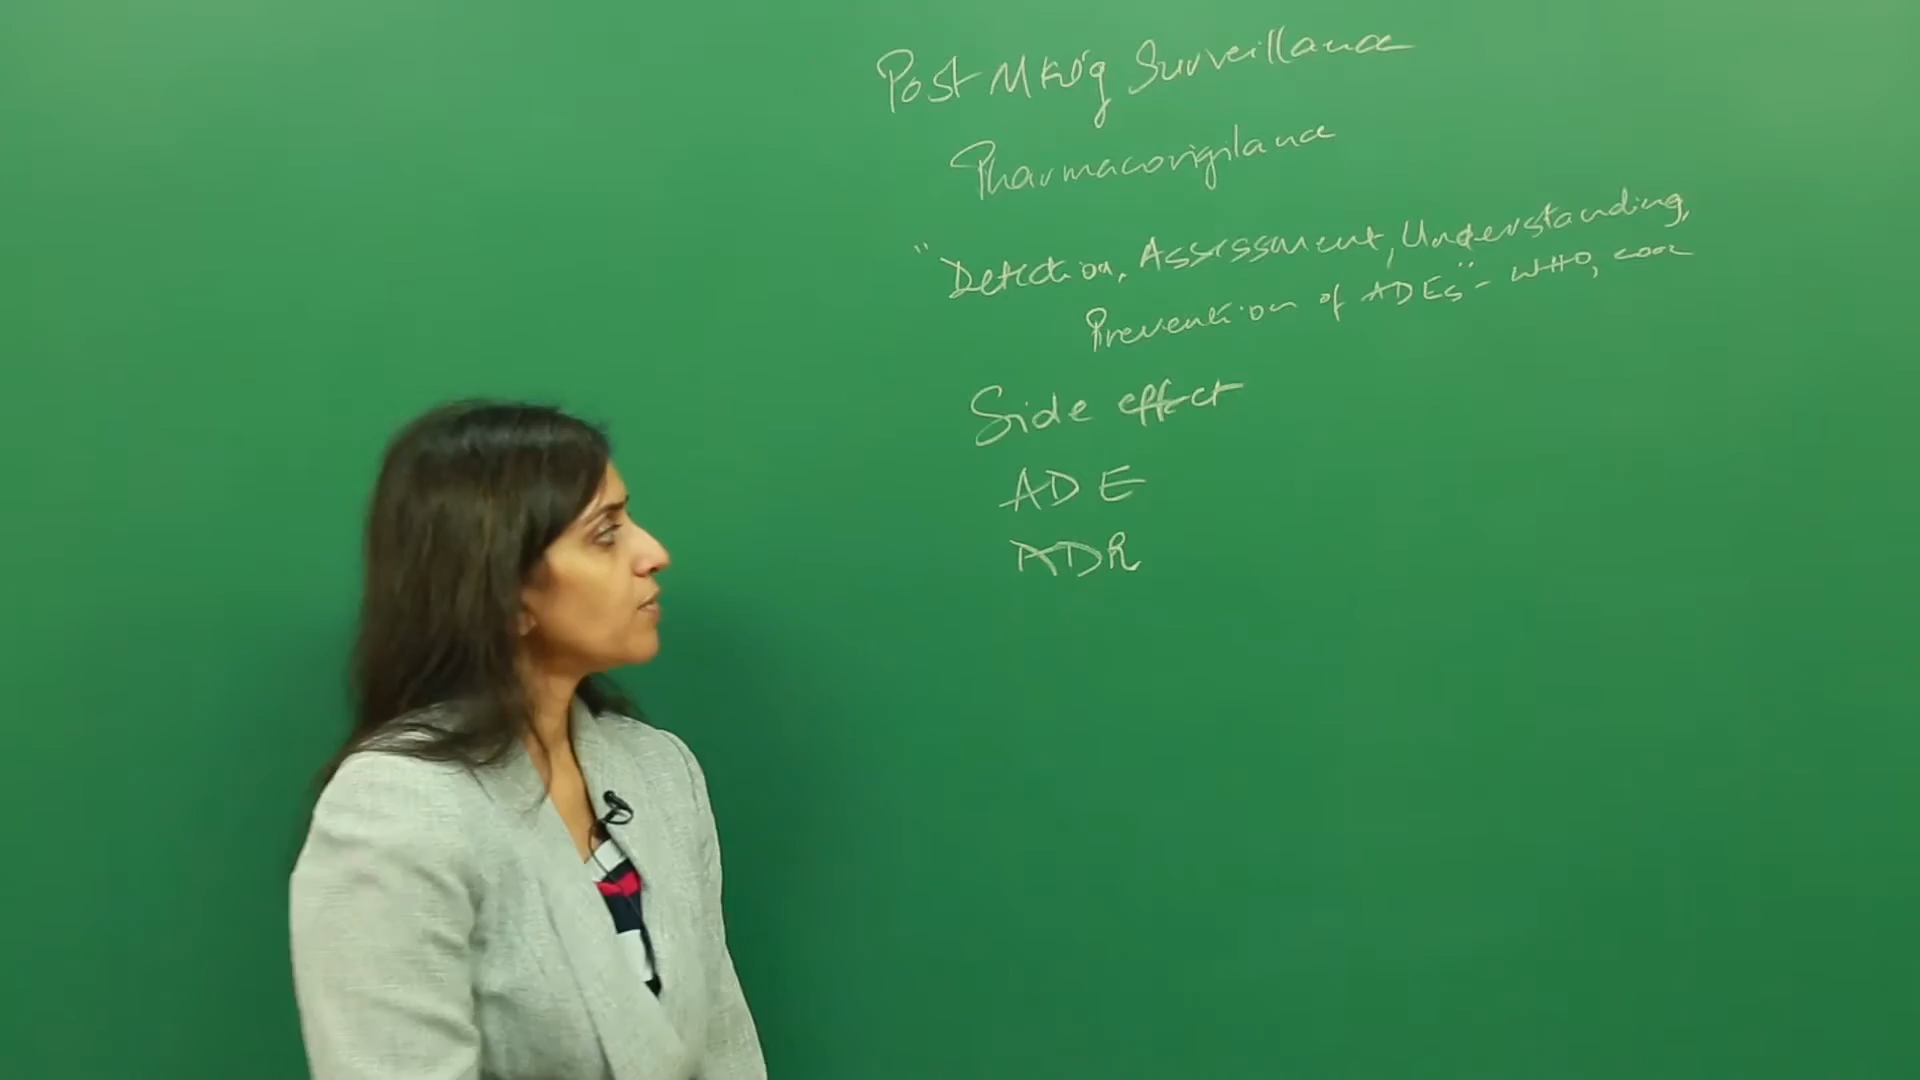 Post Mktg Surveillance
Pharmacovigilance
"Detection, Assessment, Understanding,
Prevention of ADEs" - WHO, 2002
Side effect
ADE
ADR